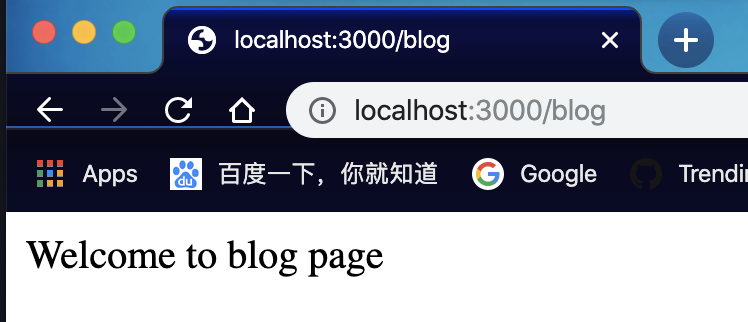 localhost:3000/blog
localhost:3000/blog
Apps du 百度一下，你就知道 G Google
Welcome to blog page